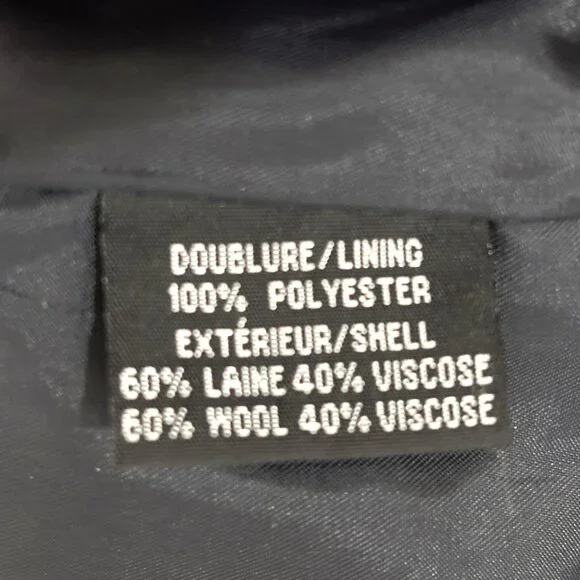 DOUBLURE/LINING
100% POLYESTER
EXTÉRIEUR/SHELL
60% LAINE 40% VISCOSE
60% WOOL 40% VISCOSE